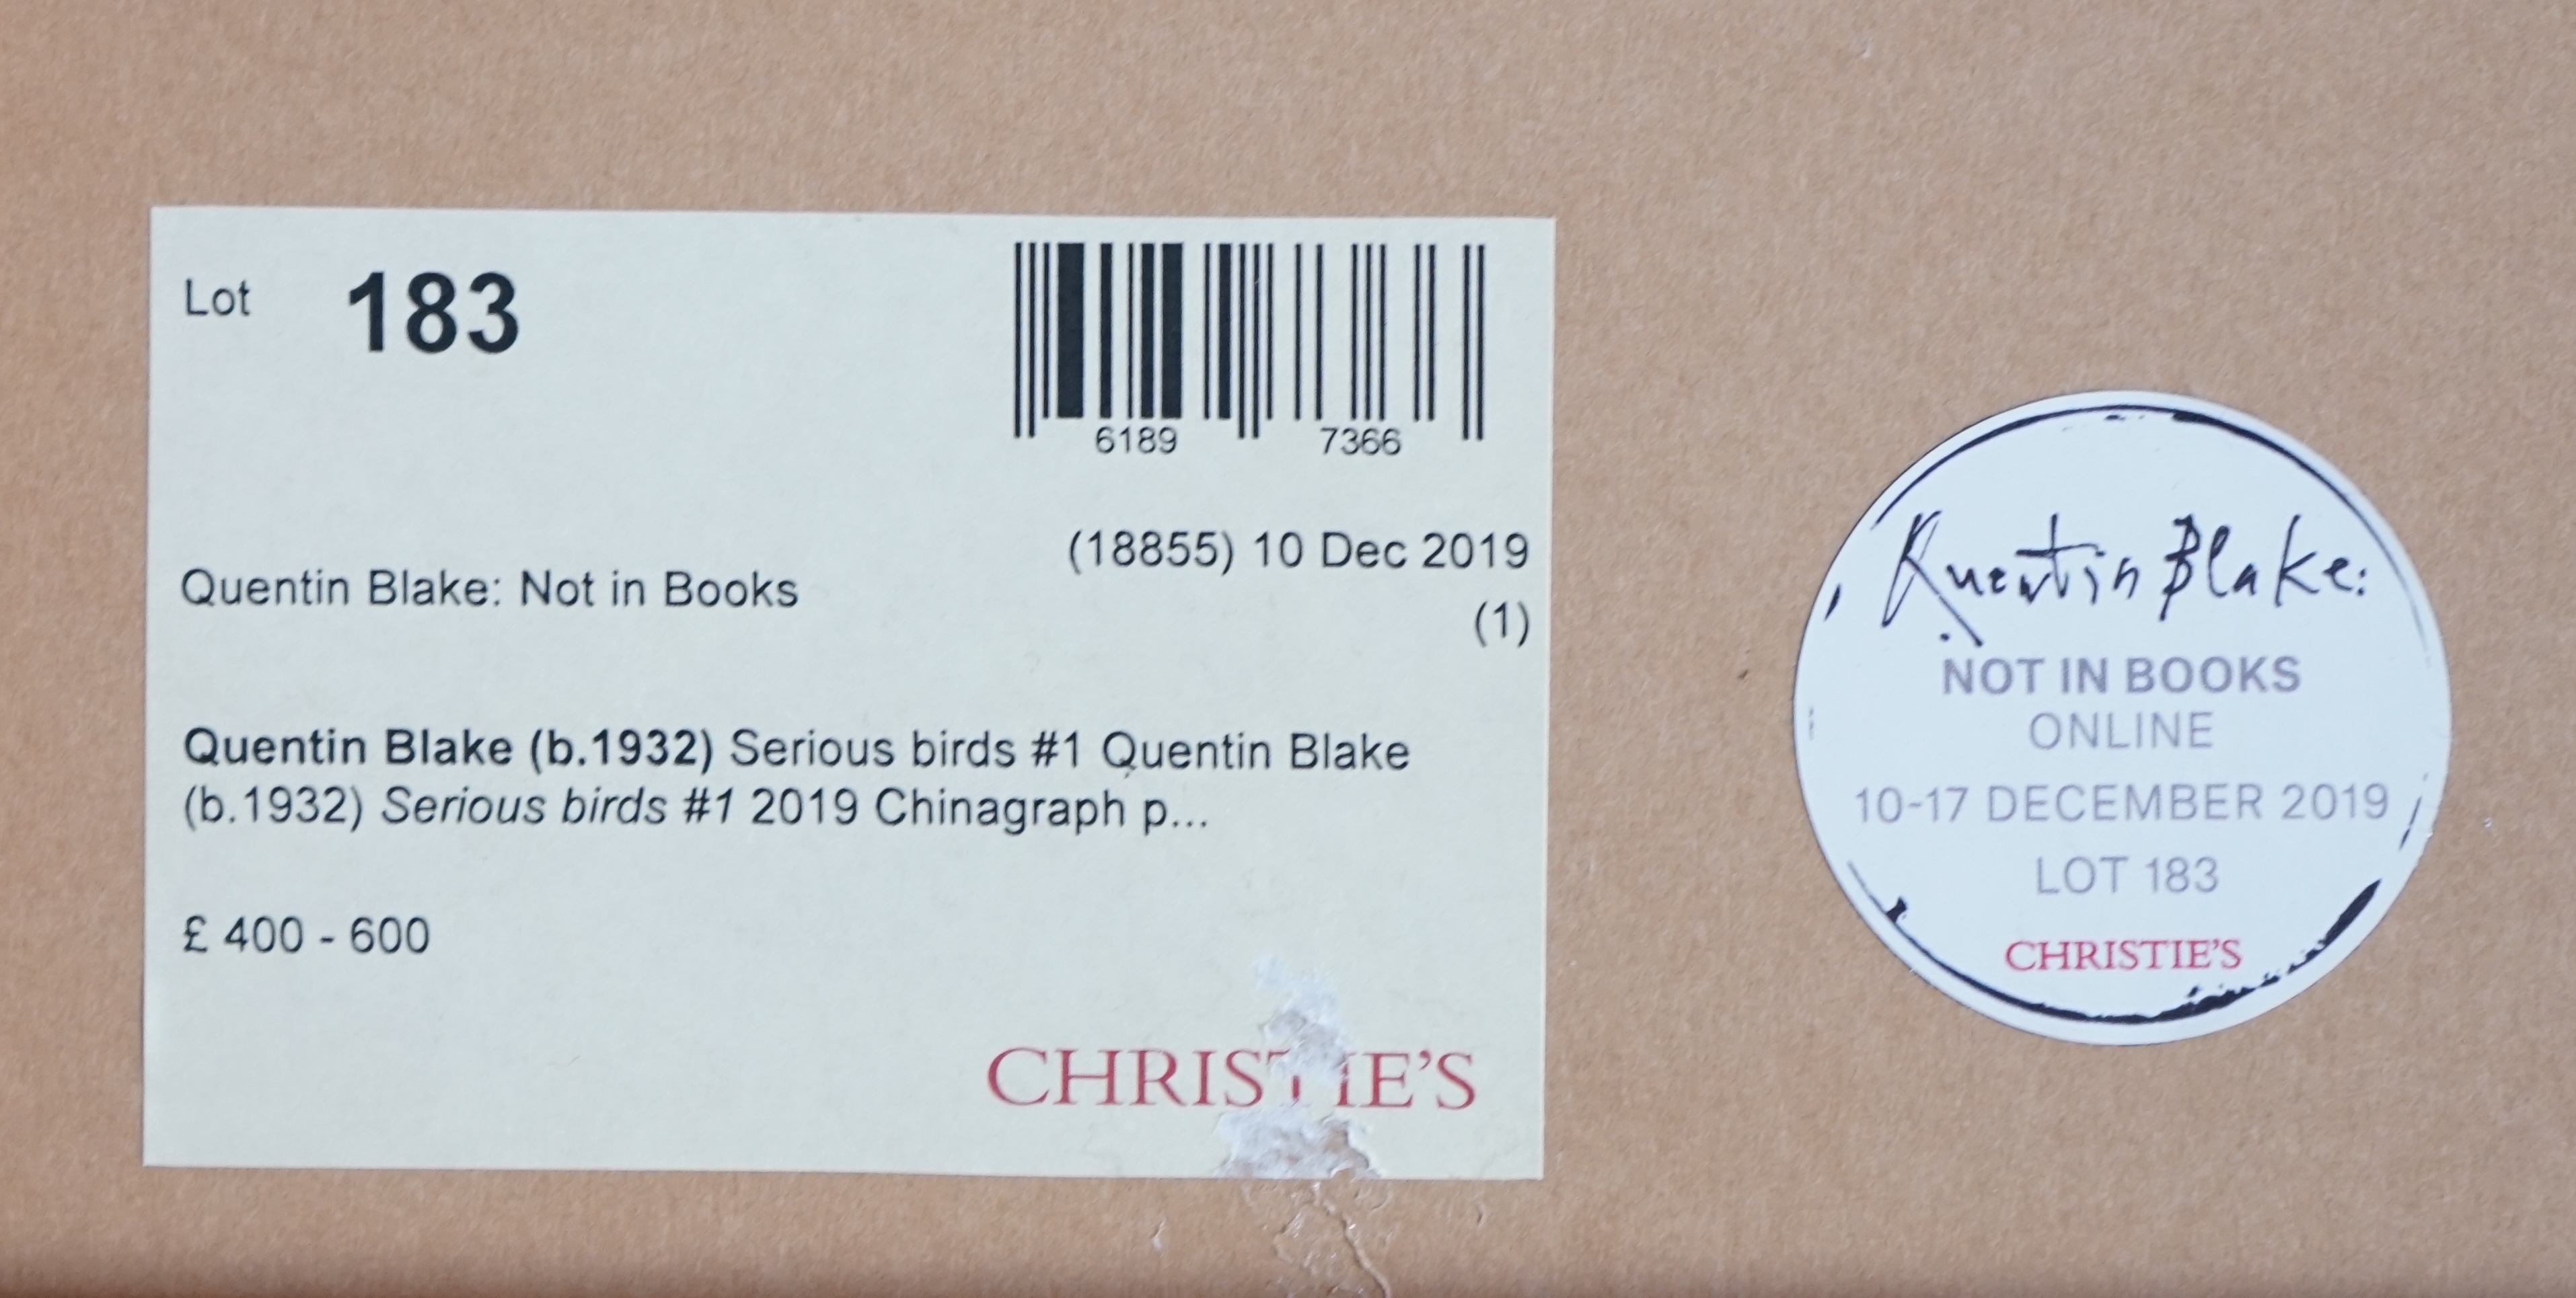 Lot 183
6189 7366
(18855) 10 Dec 2019
Quentin Blake: Not in Books
(1)
Quentin Blake (b.1932) Serious birds #1 Quentin Blake
(b.1932) Serious birds #1 2019 Chinagraph p...
£ 400 - 600
CHRISTIE'S
Quentin Blake:
NOT IN BOOKS
ONLINE
10-17 DECEMBER 2019
LOT 183
CHRISTIE'S